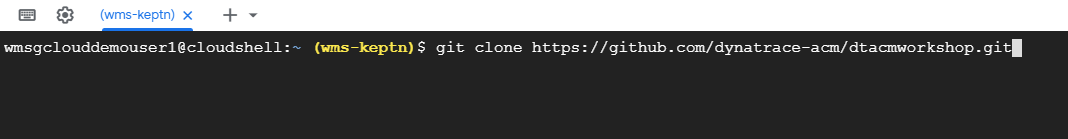 (wms-keptn)
wmsgclouddemouser1@cloudshell:~ (wms-keptn)$ git clone https://github.com/dynatrace-acm/dtacmworkshop.git